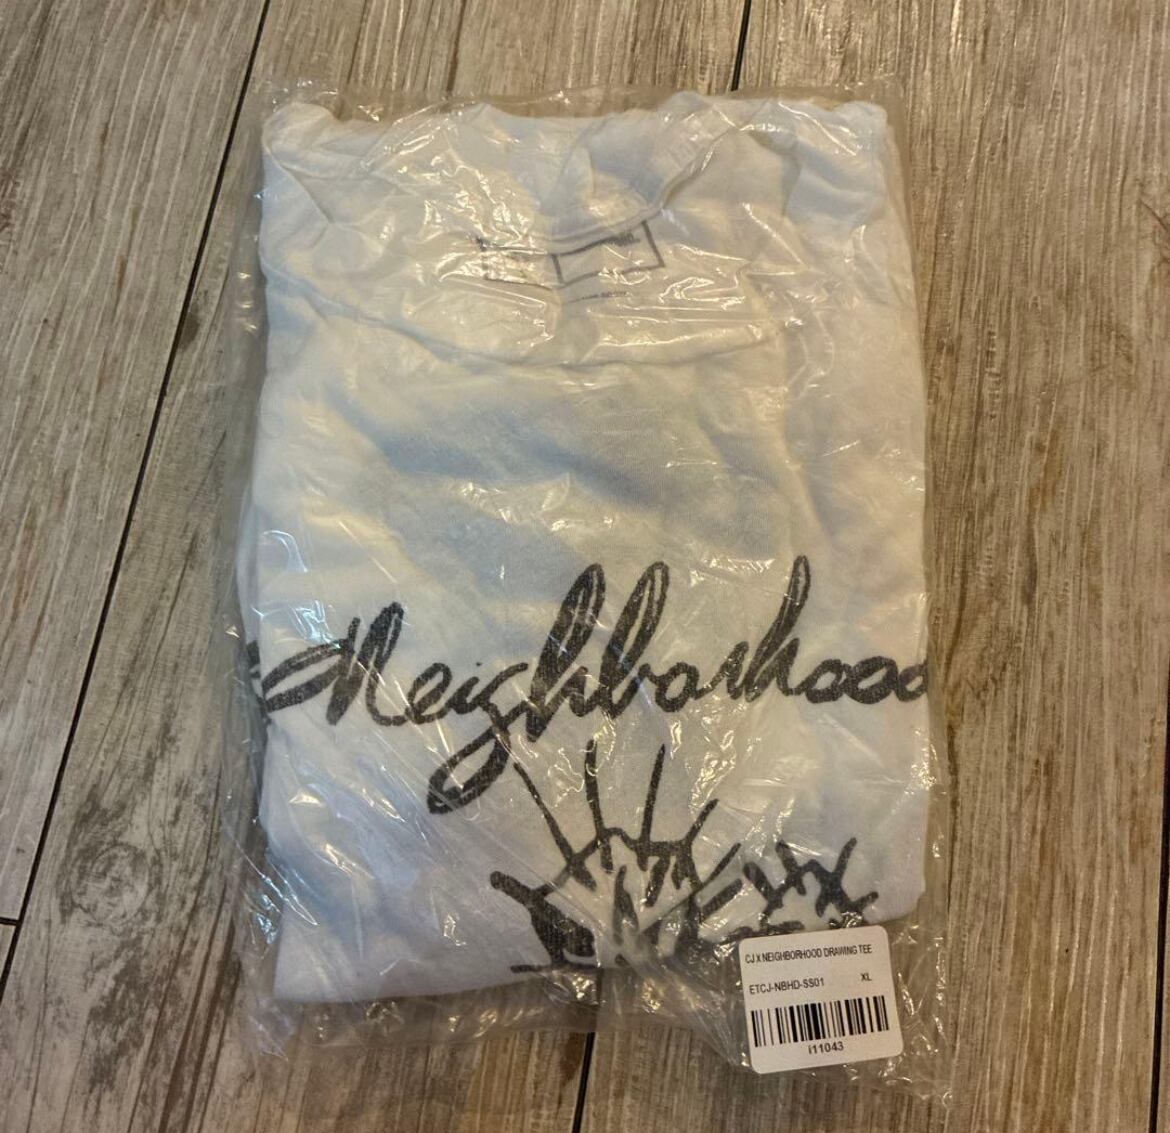 Neighborhood
CJ X NEIGHBORHOOD DRAWING TEE
ETCJ-NBHD-SS01 XL
i11043